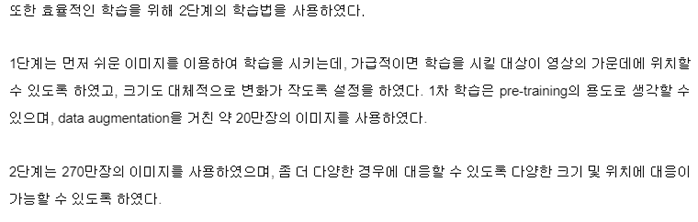 또한 효율적인 학습을 위해 2단계의 학습법을 사용하였다.
1단계는 먼저 쉬운 이미지를 이용하여 학습을 시키는데, 가급적이면 학습을 시킬 대상이 영상의 가운데에 위치할
수 있도록 하였고, 크기도 대체적으로 변화가 작도록 설정을 하였다. 1차 학습은 pre-training의 용도로 생각할 수
있으며, data augmentation을 거친 약 20만장의 이미지를 사용하였다.
2단계는 270만장의 이미지를 사용하였으며, 좀 더 다양한 경우에 대응할 수 있도록 다양한 크기 및 위치에 대응이
가능할 수 있도록 하였다.